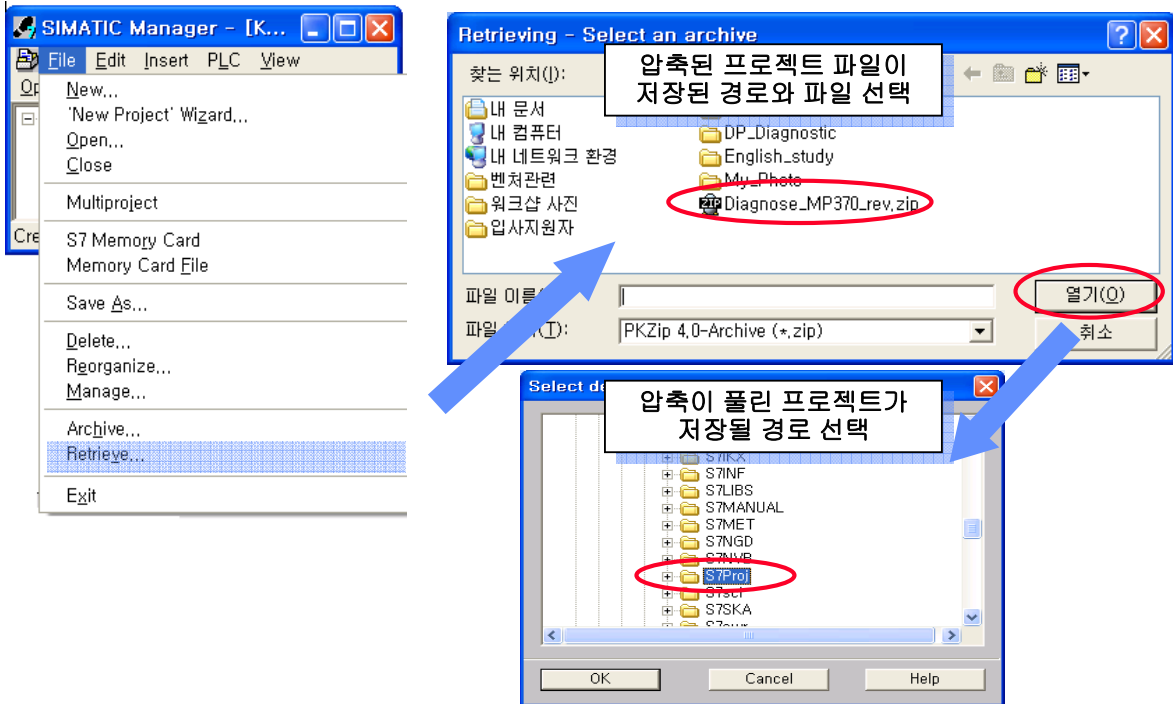 SIMATIC Manager - [K...
File Edit Insert PLC View
New...
'New Project' Wizard...
Open...
Close
Multiproject
S7 Memory Card
Memory Card File
Save As...
Delete...
Reorganize...
Manage...
Archive...
Retrieve...
Exit
Cre
Retrieving - Select an archive
찾는 위치(I):
압축된 프로젝트 파일이
저장된 경로와 파일 선택
내 문서
내 컴퓨터
내 네트워크 환경
벤처관련
워크샵 사진
입사지원자
DP_Diagnostic
English_study
My_Photo
Diagnose_MP370_rev.zip
파일 이름
열기(O)
파일 (T):
PKZip 4.0-Archive (*.zip)
취소
Select de
압축이 풀린 프로젝트가
저장될 경로 선택
S7IKX
S7INF
S7LIBS
S7MANUAL
S7MET
S7NGD
S7NVB
S7Proj
S7scl
S7SKA
OK
Cancel
Help